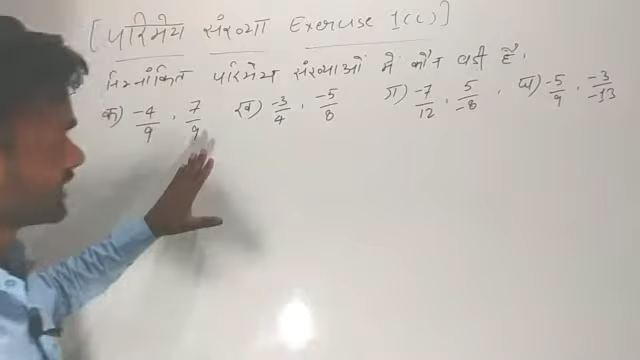 [परिमेय संख्या Exercise 1(c)]
निम्नांकित परिमेय संख्याओं में कौन बड़ी है,
क) -4/9 , 7/9 ख) -3/4 , -5/8 ग) -7/12 , 5/-8 , घ) -5/9 , -3/-13